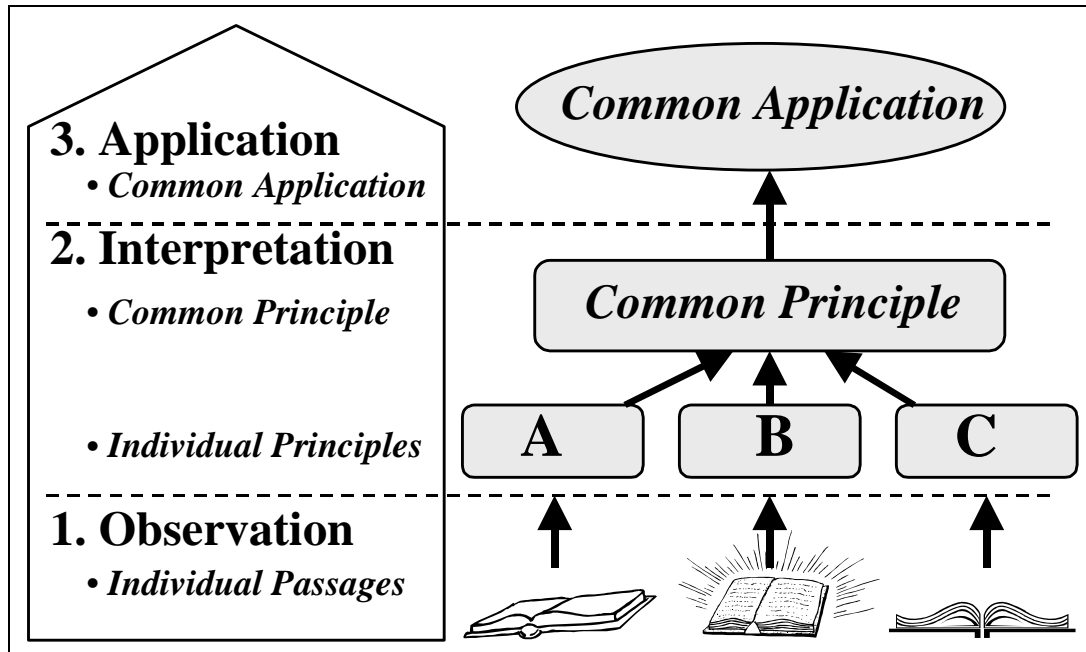 3. Application
• Common Application
2. Interpretation
• Common Principle
• Individual Principles
1. Observation
• Individual Passages
Common Application
Common Principle
A B C